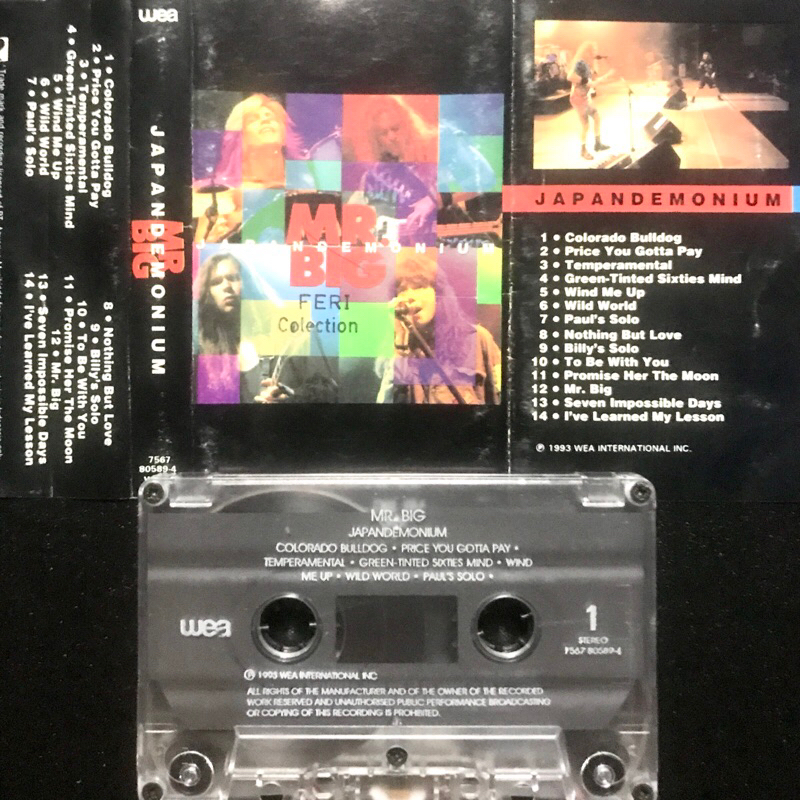 wea
1 • Colorado Bulldog
2 • Price You Gotta Pay
3 • Temperamental
4 • Green-Tinted Sixties Mind
5 • Wind Me Up
6 • Wild World
7 • Paul's Solo
8 • Nothing But Love
9 • Billy's Solo
10 • To Be With You
11 • Promise Her The Moon
12 • Mr. Big
13 • Seven Impossible Days
14 • I've Learned My Lesson
MR BIG
JAPANDEMONIUM
7567
80589-4
MR.
JAPANDEMONIUM
BIG
FERI
Colection
JAPANDEMONIUM
1 • Colorado Bulldog
2 • Price You Gotta Pay
3 • Temperamental
4 • Green-Tinted Sixties Mind
5 • Wind Me Up
6 • Wild World
7 • Paul's Solo
8 • Nothing But Love
9 • Billy's Solo
10 • To Be With You
11 • Promise Her The Moon
12 • Mr. Big
13 • Seven Impossible Days
14 • I've Learned My Lesson
℗ 1993 WEA INTERNATIONAL INC.
MR. BIG
JAPANDEMONIUM
COLORADO BULLDOG • PRICE YOU GOTTA PAY •
TEMPERAMENTAL • GREEN-TINTED SIXTIES MIND • WIND
ME UP • WILD WORLD • PAUL'S SOLO •
wea
1
STEREO
7567 80589-4
℗ 1993 WEA INTERNATIONAL INC
ALL RIGHTS OF THE MANUFACTURER AND OF THE OWNER OF THE RECORDED
WORK RESERVED AND UNAUTHORISED PUBLIC PERFORMANCE BROADCASTING
OR COPYING OF THIS RECORDING IS PROHIBITED.